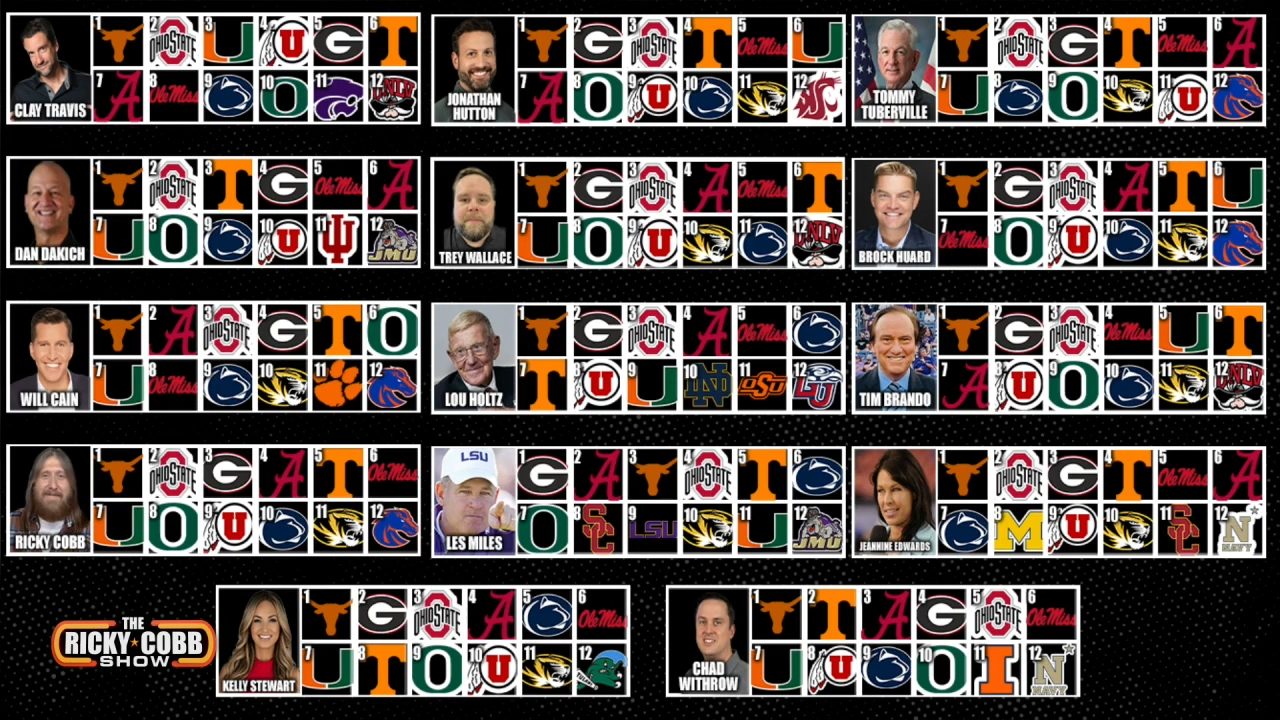 1 2 OHIO STATE 3 4 U 5 G 6 T
7 A 8 Ole Miss 9 10 O 11 12 UNLV
CLAY TRAVIS
1 2 G 3 OHIO STATE 4 T 5 Ole Miss 6 U
7 A 8 O 9 U 10 11 12
JONATHAN
HUTTON
1 2 OHIO STATE 3 G 4 T 5 Ole Miss 6 A
7 U 8 9 O 10 11 U 12
TOMMY
TUBERVILLE
1 2 OHIO STATE 3 T 4 G 5 Ole Miss 6 A
7 U 8 O 9 10 U 11 IU 12 JMU
DAN DAKICH
1 2 G 3 OHIO STATE 4 A 5 Ole Miss 6 T
7 U 8 O 9 U 10 11 12 UNLV
TREY WALLACE
1 2 G 3 OHIO STATE 4 A 5 T 6 U
7 Ole Miss 8 O 9 U 10 11 12
BROCK HUARD
1 2 A 3 OHIO STATE 4 G 5 T 6 O
7 U 8 Ole Miss 9 10 11 12
WILL CAIN
1 2 G 3 OHIO STATE 4 A 5 Ole Miss 6
7 T 8 U 9 U 10 ND 11 OSU 12 LU
LOU HOLTZ
1 2 G 3 OHIO STATE 4 Ole Miss 5 U 6 T
7 A 8 U 9 O 10 11 12 UNLV
TIM BRANDO
1 2 OHIO STATE 3 G 4 A 5 T 6 Ole Miss
7 U 8 O 9 U 10 11 12
RICKY COBB
LSU
1 G 2 A 3 4 OHIO STATE 5 T 6
7 O 8 SC 9 LSU 10 11 U 12 JMU
LES MILES
1 2 OHIO STATE 3 G 4 T 5 Ole Miss 6 A
7 8 M 9 U 10 11 SC 12 N NAVY
JEANNINE EDWARDS
THE
RICKY COBB
SHOW
1 2 G 3 OHIO STATE 4 A 5 6 Ole Miss
7 U 8 T 9 O 10 U 11 12
KELLY STEWART
1 2 T 3 A 4 G 5 OHIO STATE 6 Ole Miss
7 U 8 U 9 10 O 11 I 12 N NAVY
CHAD
WITHROW